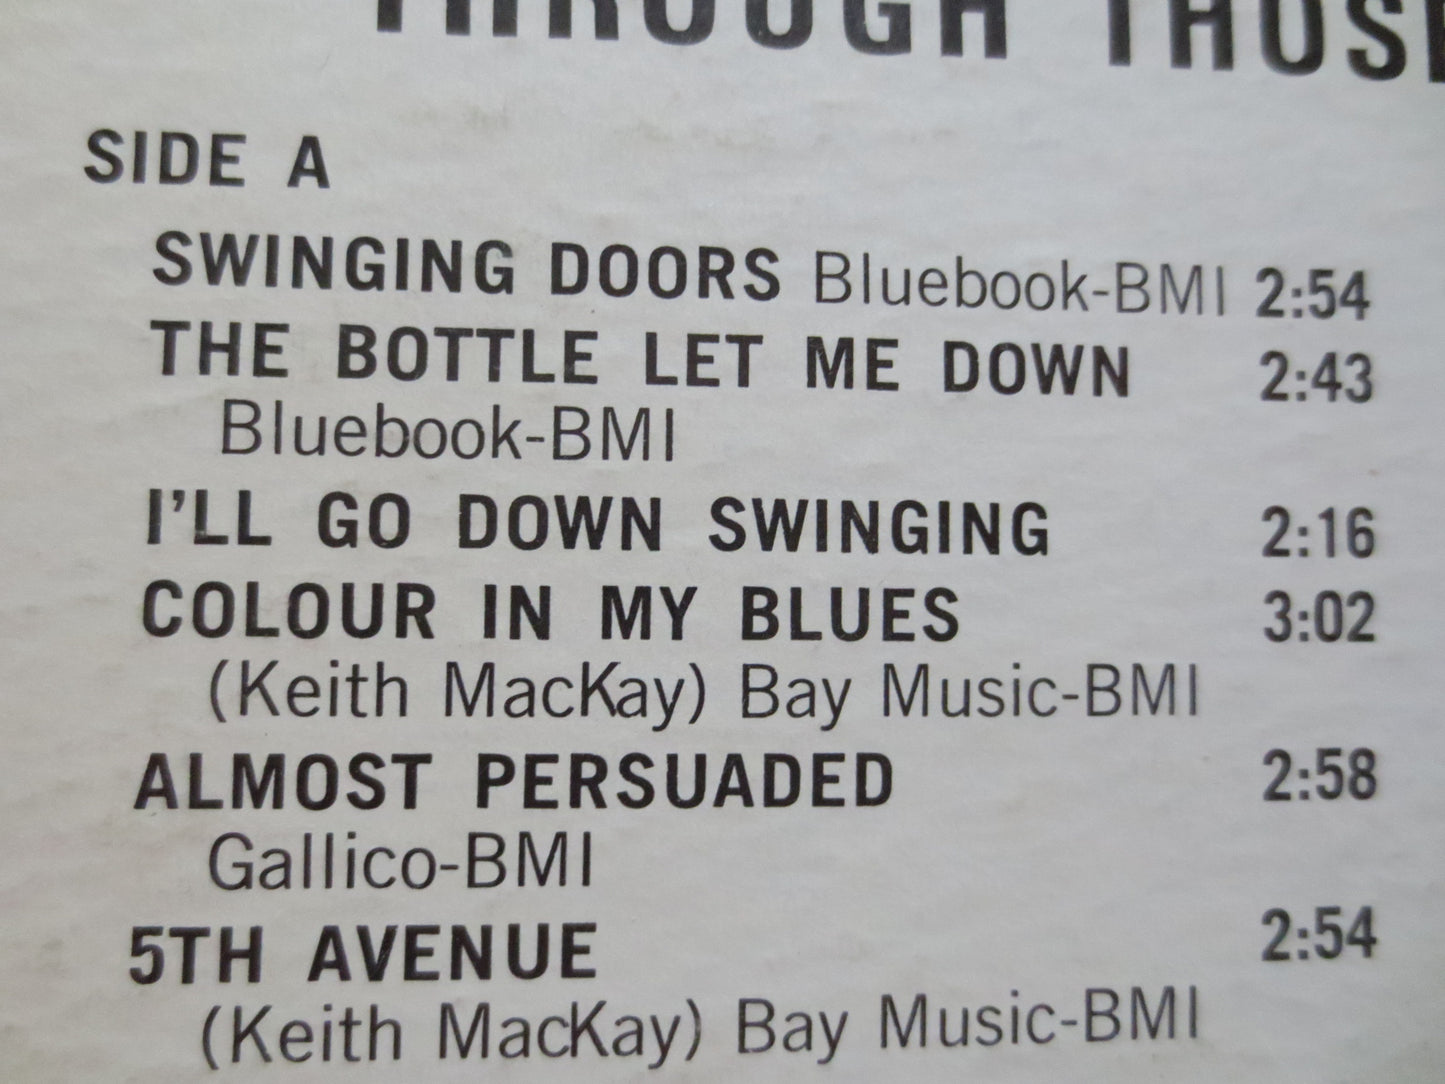 THROUGH THOSE
SIDE A
SWINGING DOORS Bluebook-BMI 2:54
THE BOTTLE LET ME DOWN 2:43
Bluebook-BMI
I'LL GO DOWN SWINGING 2:16
COLOUR IN MY BLUES 3:02
(Keith MacKay) Bay Music-BMI
ALMOST PERSUADED 2:58
Gallico-BMI
5TH AVENUE 2:54
(Keith MacKay) Bay Music-BMI